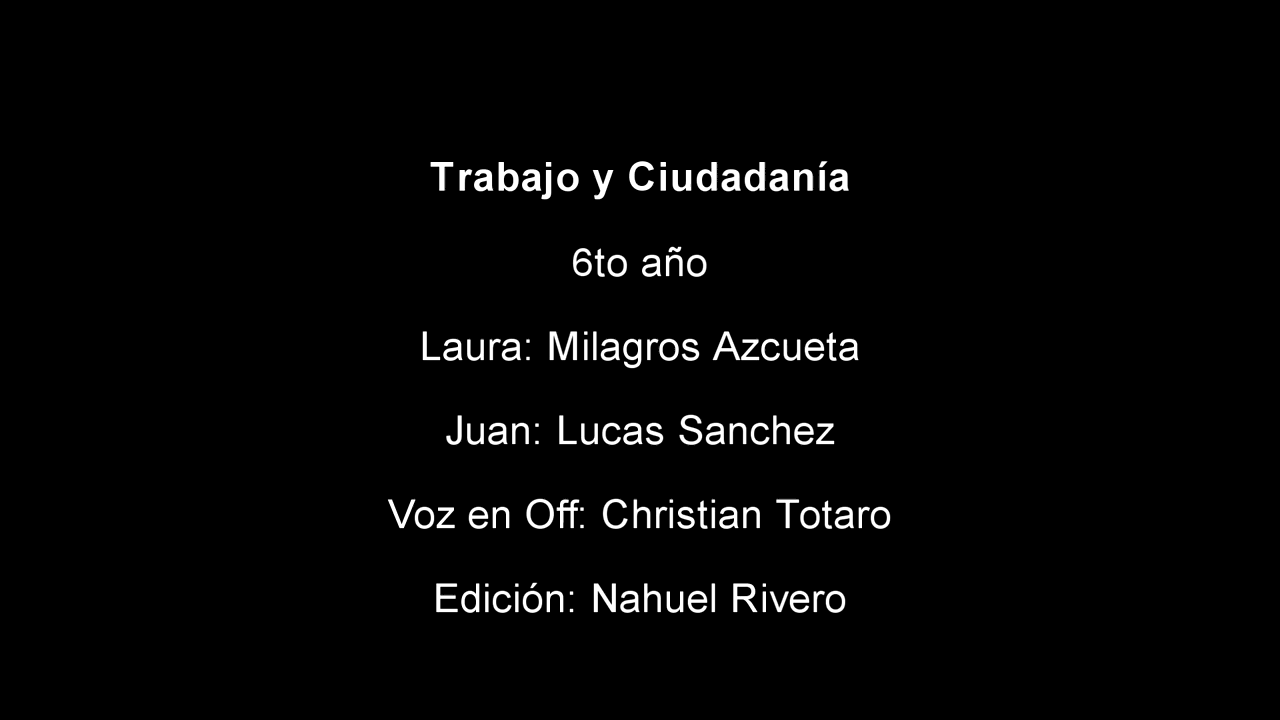 Trabajo y Ciudadanía
6to año
Laura: Milagros Azcueta
Juan: Lucas Sanchez
Voz en Off: Christian Totaro
Edición: Nahuel Rivero